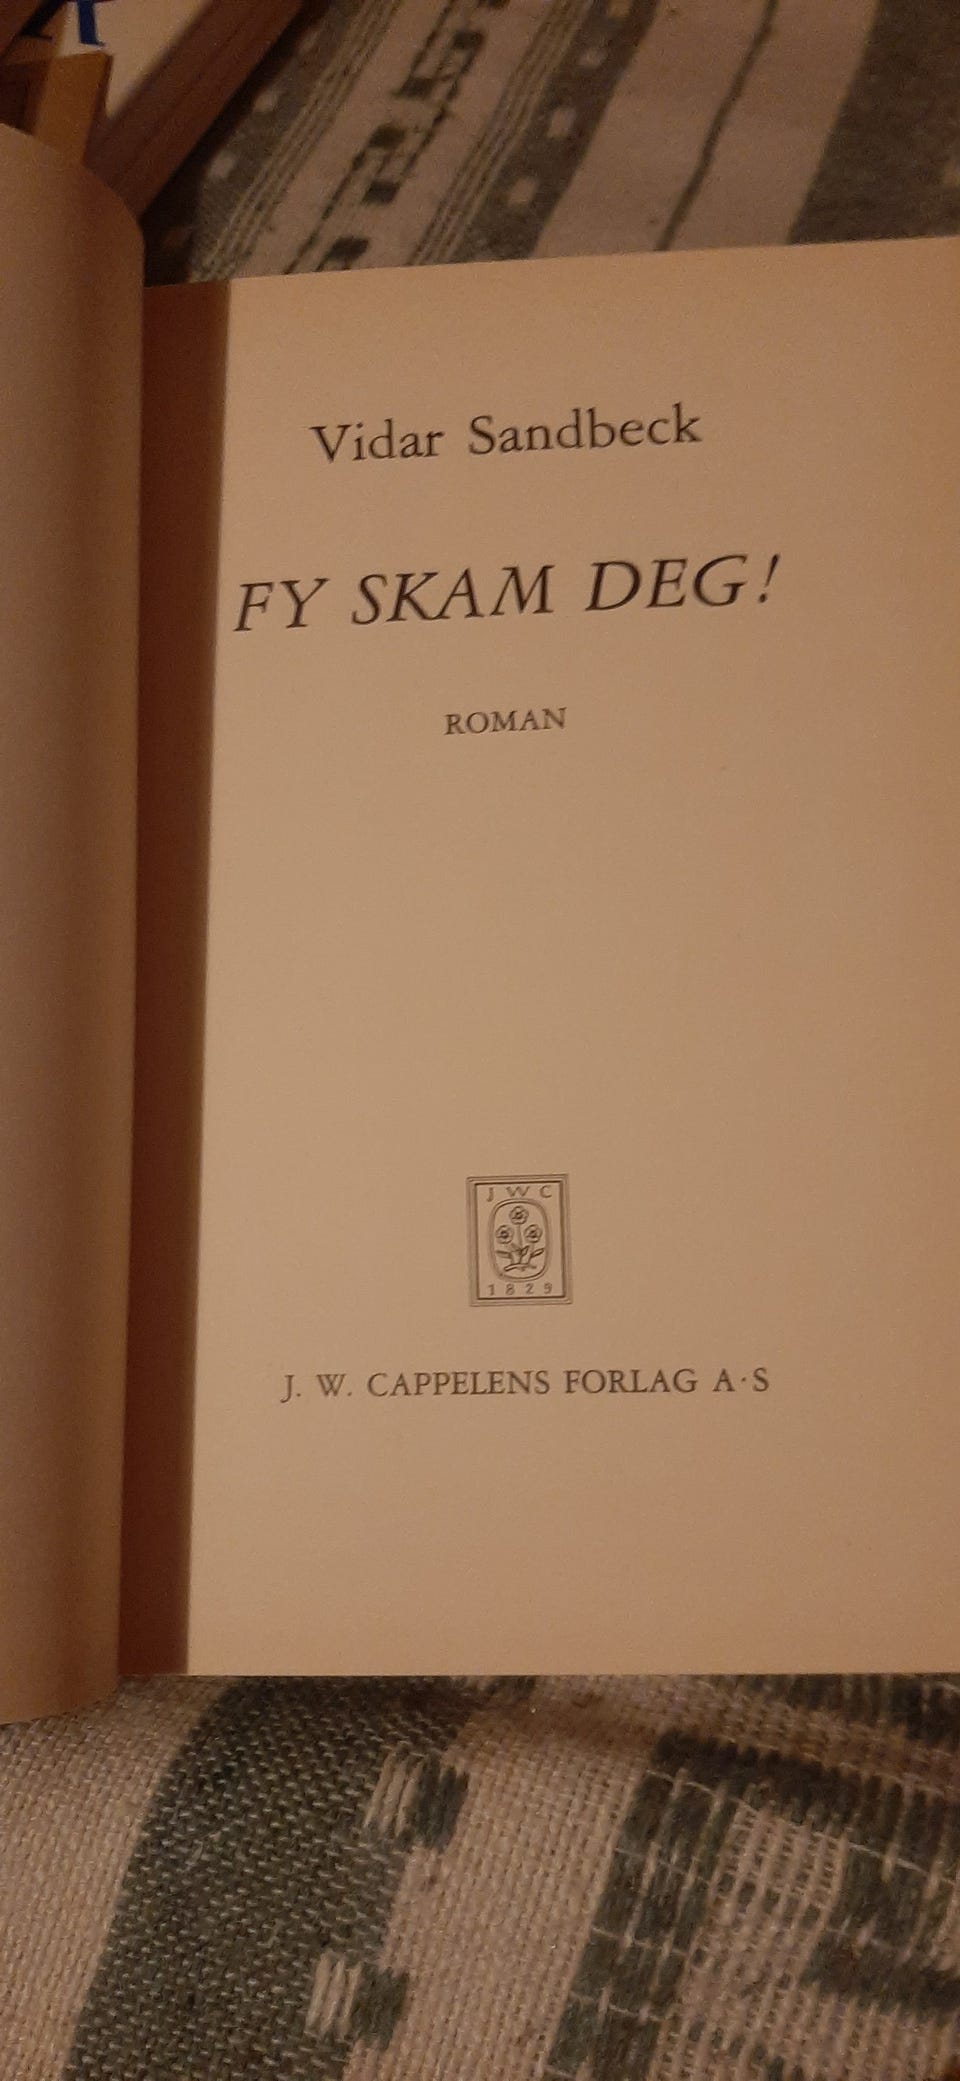 Vidar Sandbeck
FY SKAM DEG!
ROMAN
J W C
1829
J. W. CAPPELENS FORLAG A·S